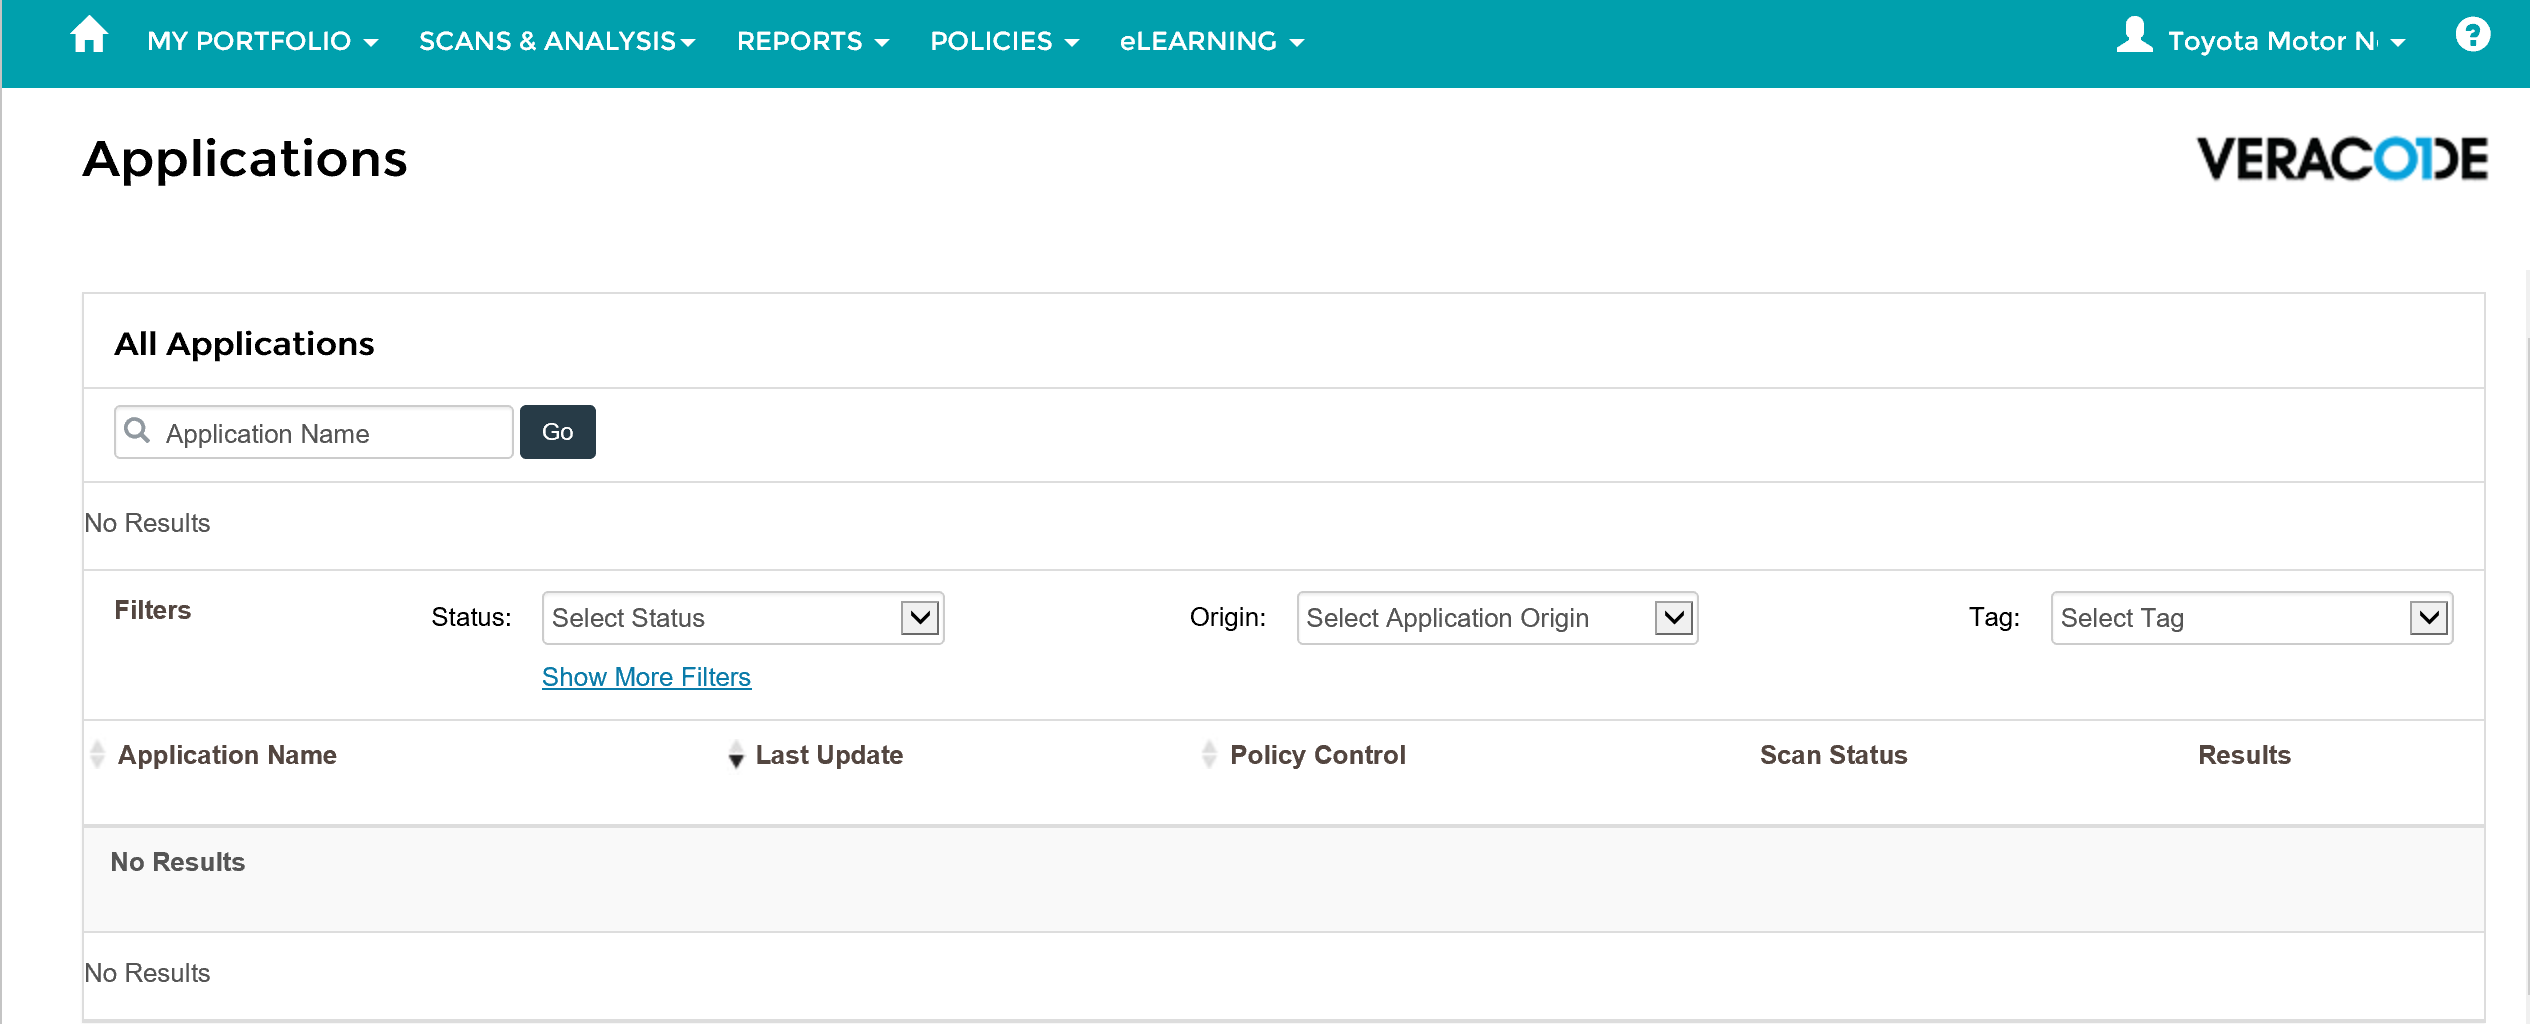 MY PORTFOLIO SCANS & ANALYSIS REPORTS POLICIES eLEARNING Toyota Motor N ?
Applications VERACODE
All Applications
Application Name Go
No Results
Filters Status: Select Status Origin: Select Application Origin Tag: Select Tag
Show More Filters
Application Name Last Update Policy Control Scan Status Results
No Results
No Results